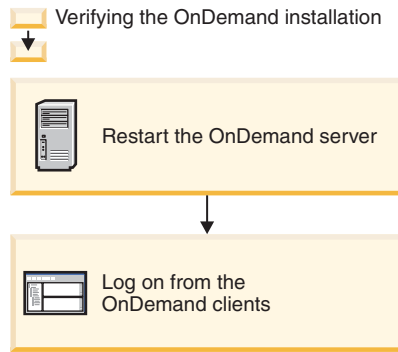 Verifying the OnDemand installation
Restart the OnDemand server
Log on from the
OnDemand clients